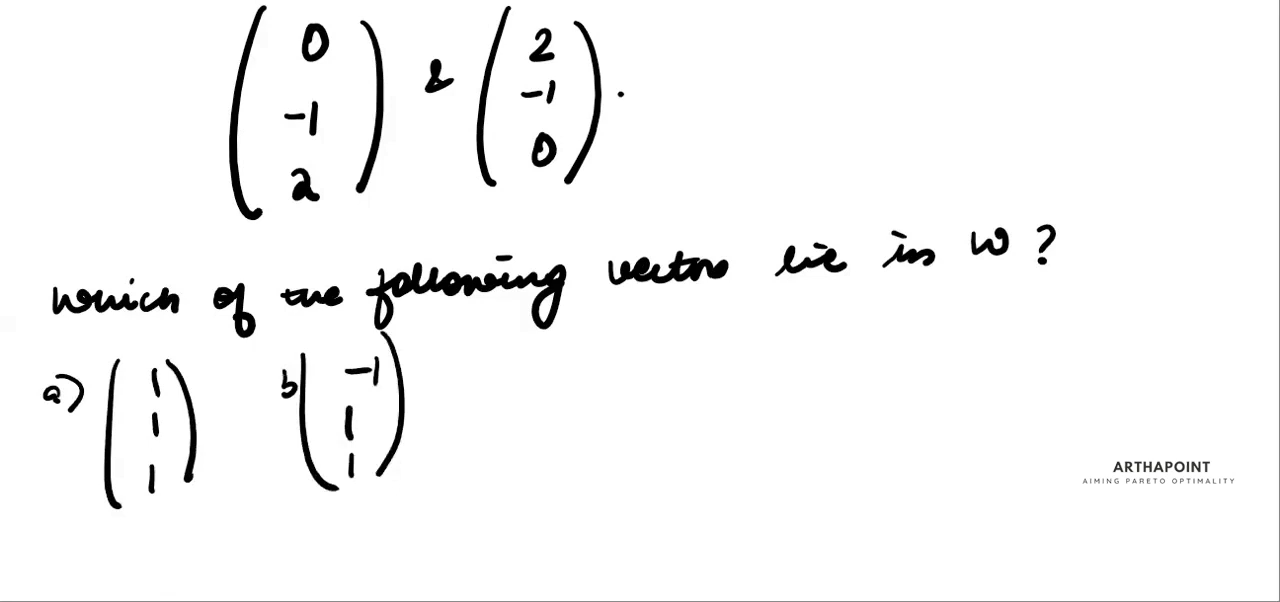 ( 0 ) & ( 2 ) .
-1 -1
2 0
which of the following vectors lie in W ?
a) ( 1 ) b ( -1 )
1 1
1 1
ARTHAPOINT
AIMING PARETO OPTIMALITY